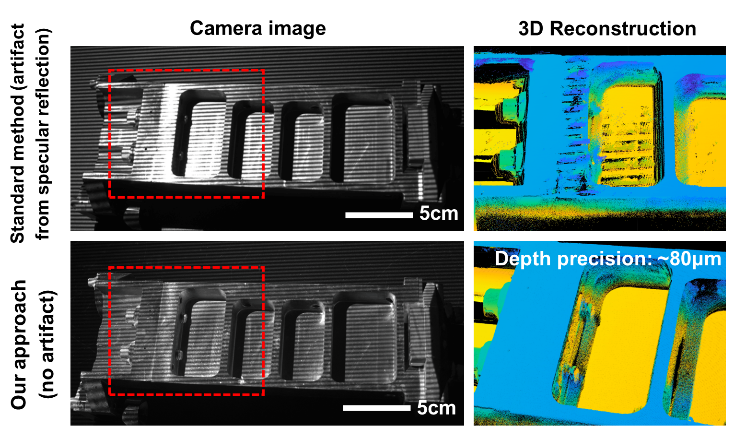 Camera image
3D Reconstruction
Standard method (artifact
from specular reflection)
5cm
Our approach
(no artifact)
5cm
Depth precision: ~80μm